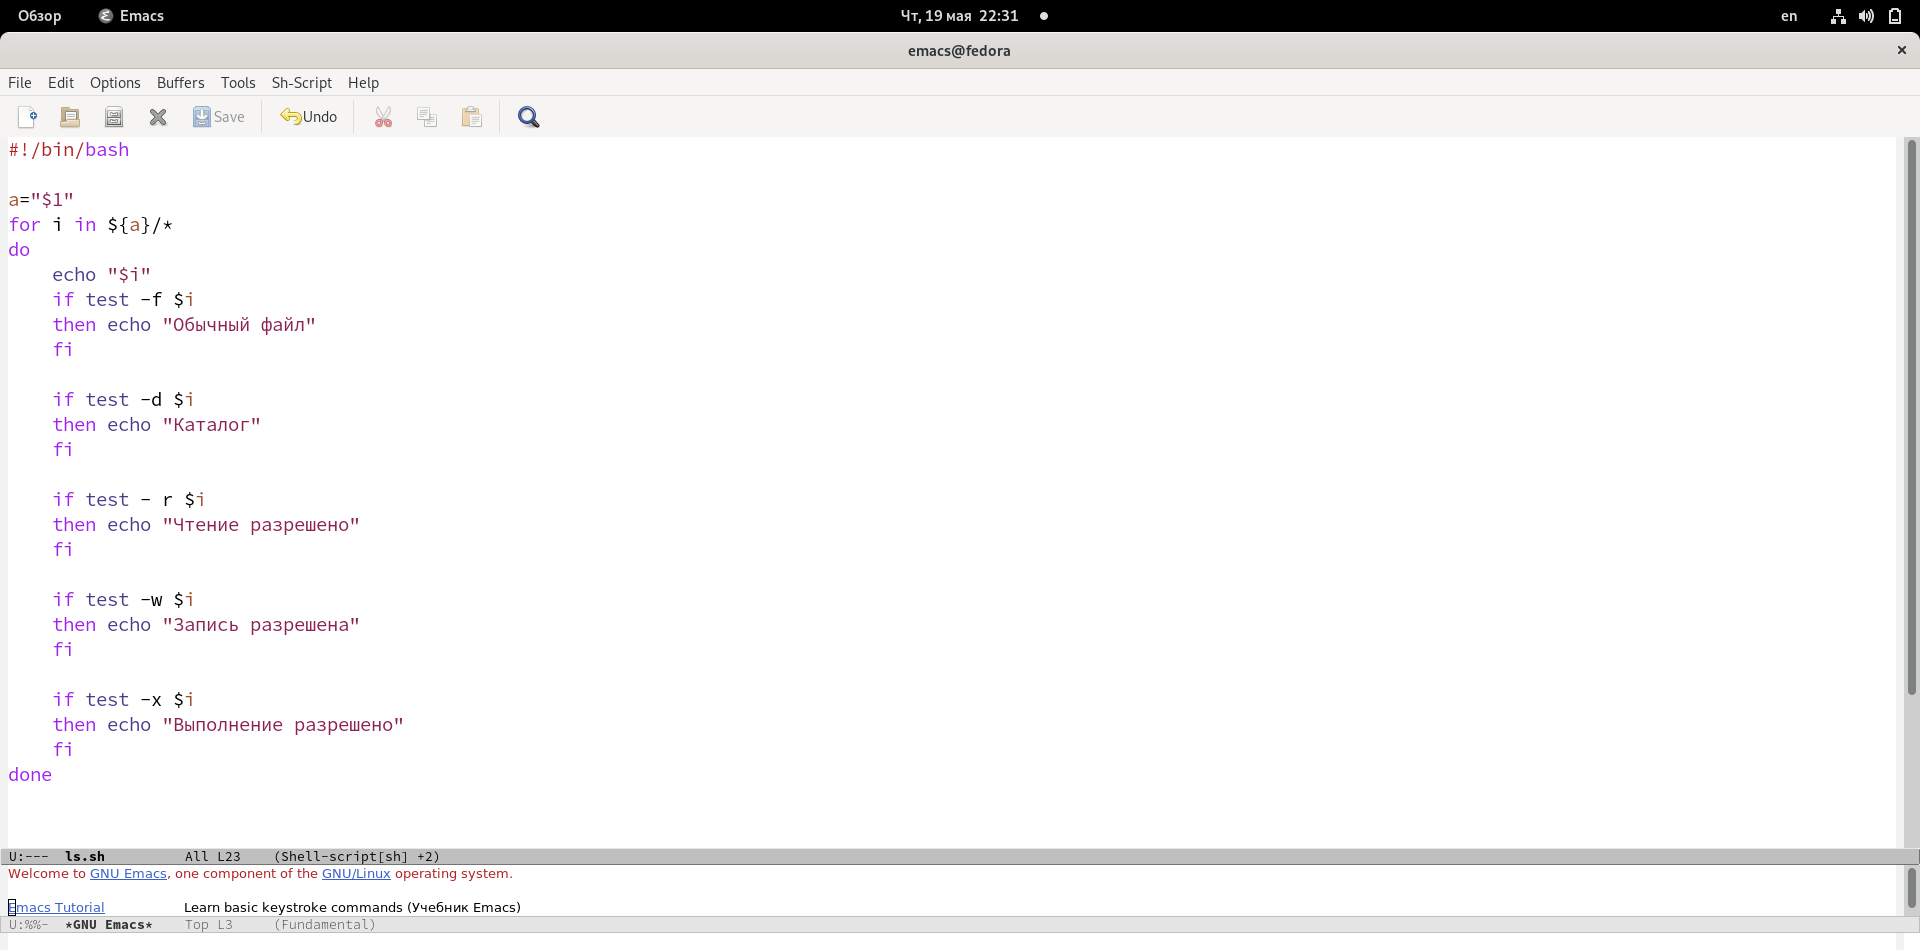 Обзор Emacs Чт, 19 мая 22:31 en
emacs@fedora
File Edit Options Buffers Tools Sh-Script Help
Save Undo
#!/bin/bash
a="$1"
for i in ${a}/*
do
echo "$i"
if test -f $i
then echo "Обычный файл"
fi
if test -d $i
then echo "Каталог"
fi
if test - r $i
then echo "Чтение разрешено"
fi
if test -w $i
then echo "Запись разрешена"
fi
if test -x $i
then echo "Выполнение разрешено"
fi
done
U:--- ls.sh All L23 (Shell-script[sh] +2)
Welcome to GNU Emacs, one component of the GNU/Linux operating system.
Emacs Tutorial Learn basic keystroke commands (Учебник Emacs)
U:%%- *GNU Emacs* Top L3 (Fundamental)